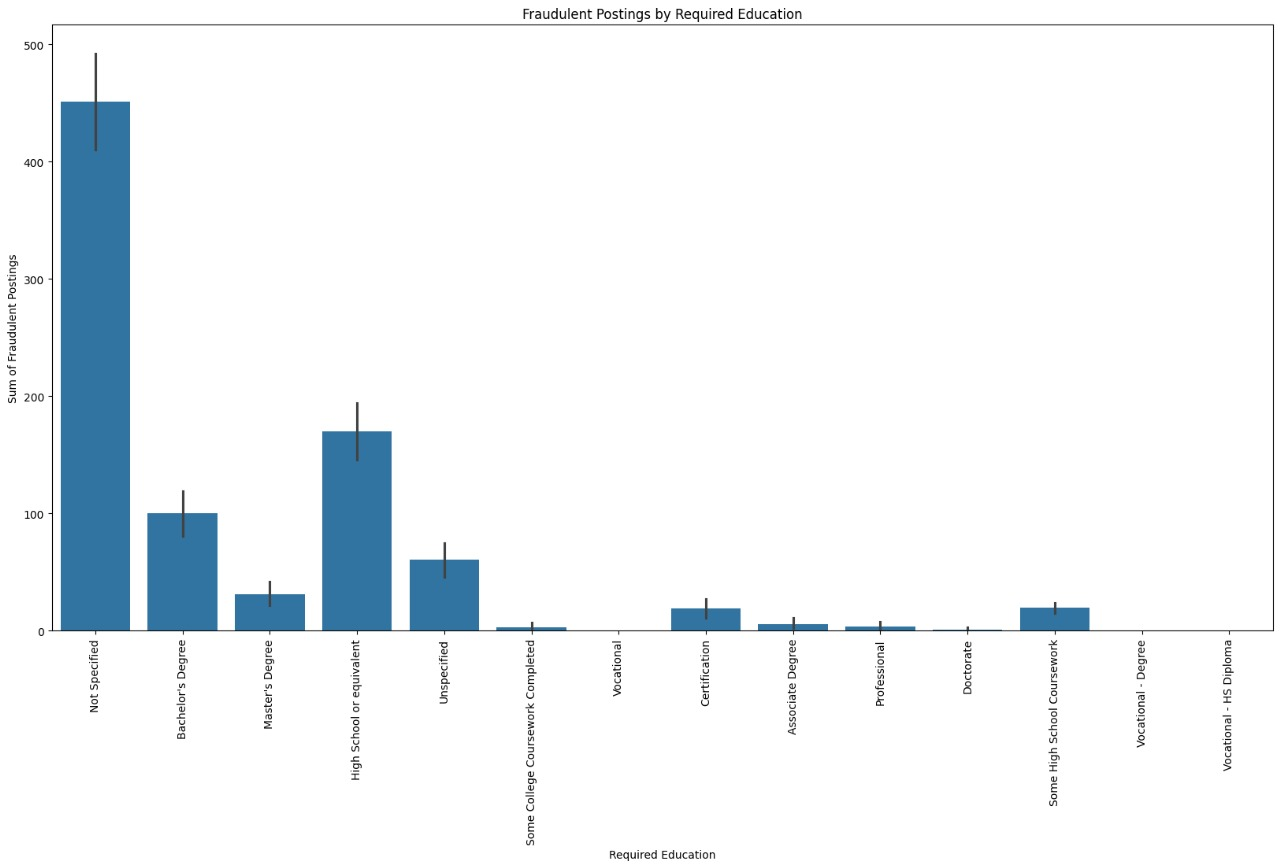 Fraudulent Postings by Required Education
Sum of Fraudulent Postings
500
400
300
200
100
0
Not Specified
Bachelor's Degree
Master's Degree
High School or equivalent
Unspecified
Some College Coursework Completed
Vocational
Certification
Associate Degree
Professional
Doctorate
Some High School Coursework
Vocational - Degree
Vocational - HS Diploma
Required Education